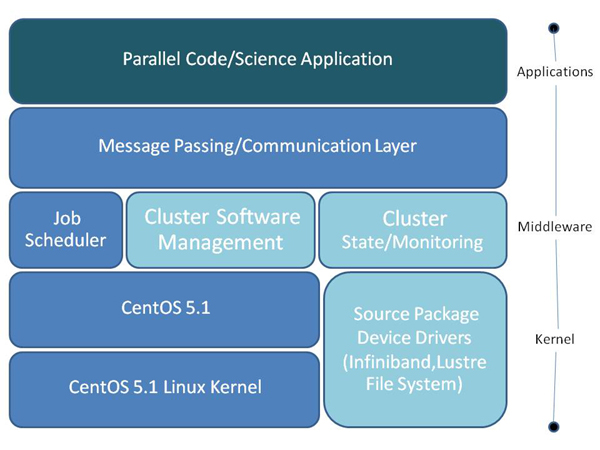 Parallel Code/Science Application
Applications
Message Passing/Communication Layer
Job
Scheduler
Cluster Software
Management
Cluster
State/Monitoring
Middleware
CentOS 5.1
Source Package
Device Drivers
(Infiniband,Lustre
File System)
Kernel
CentOS 5.1 Linux Kernel